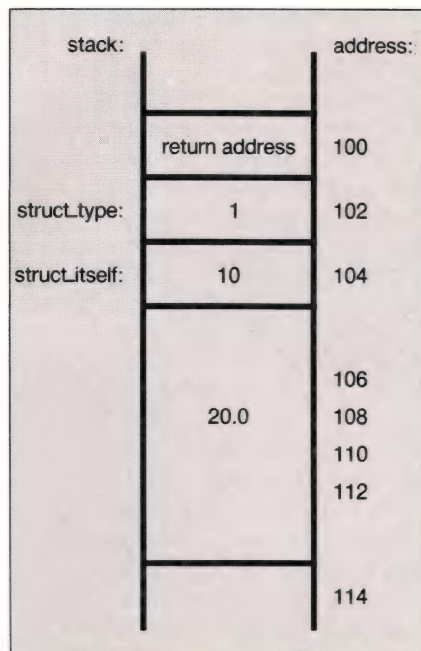 stack: address:
return address 100
struct_type: 1 102
struct_itself: 10 104
106
20.0 108
110
112
114